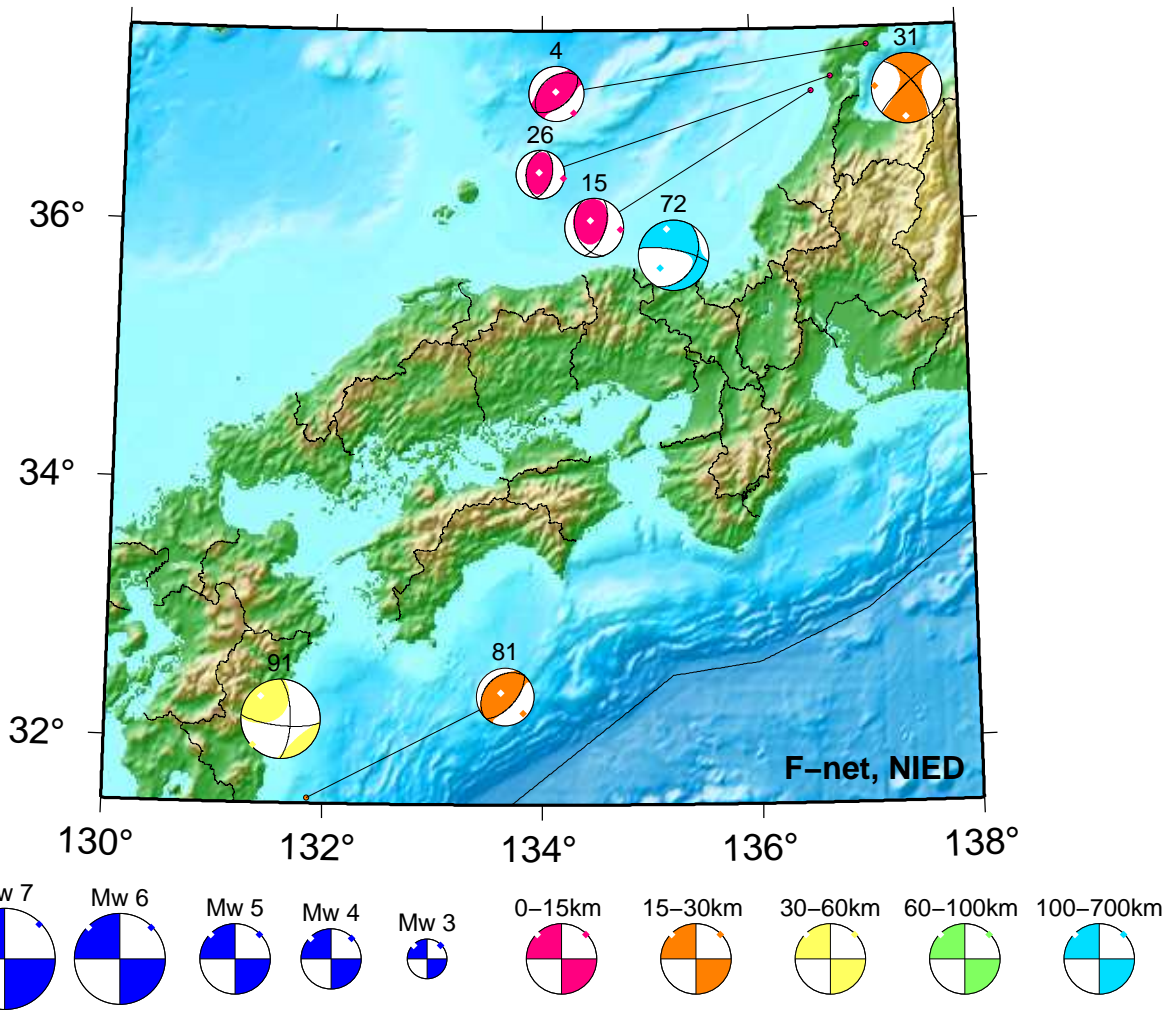 31
4
26
15
72
36°
34°
81
91
32°
F–net, NIED
130°
132°
134°
136°
138°
w 7
Mw 6
Mw 5
Mw 4
Mw 3
0–15km
15–30km
30–60km
60–100km
100–700km